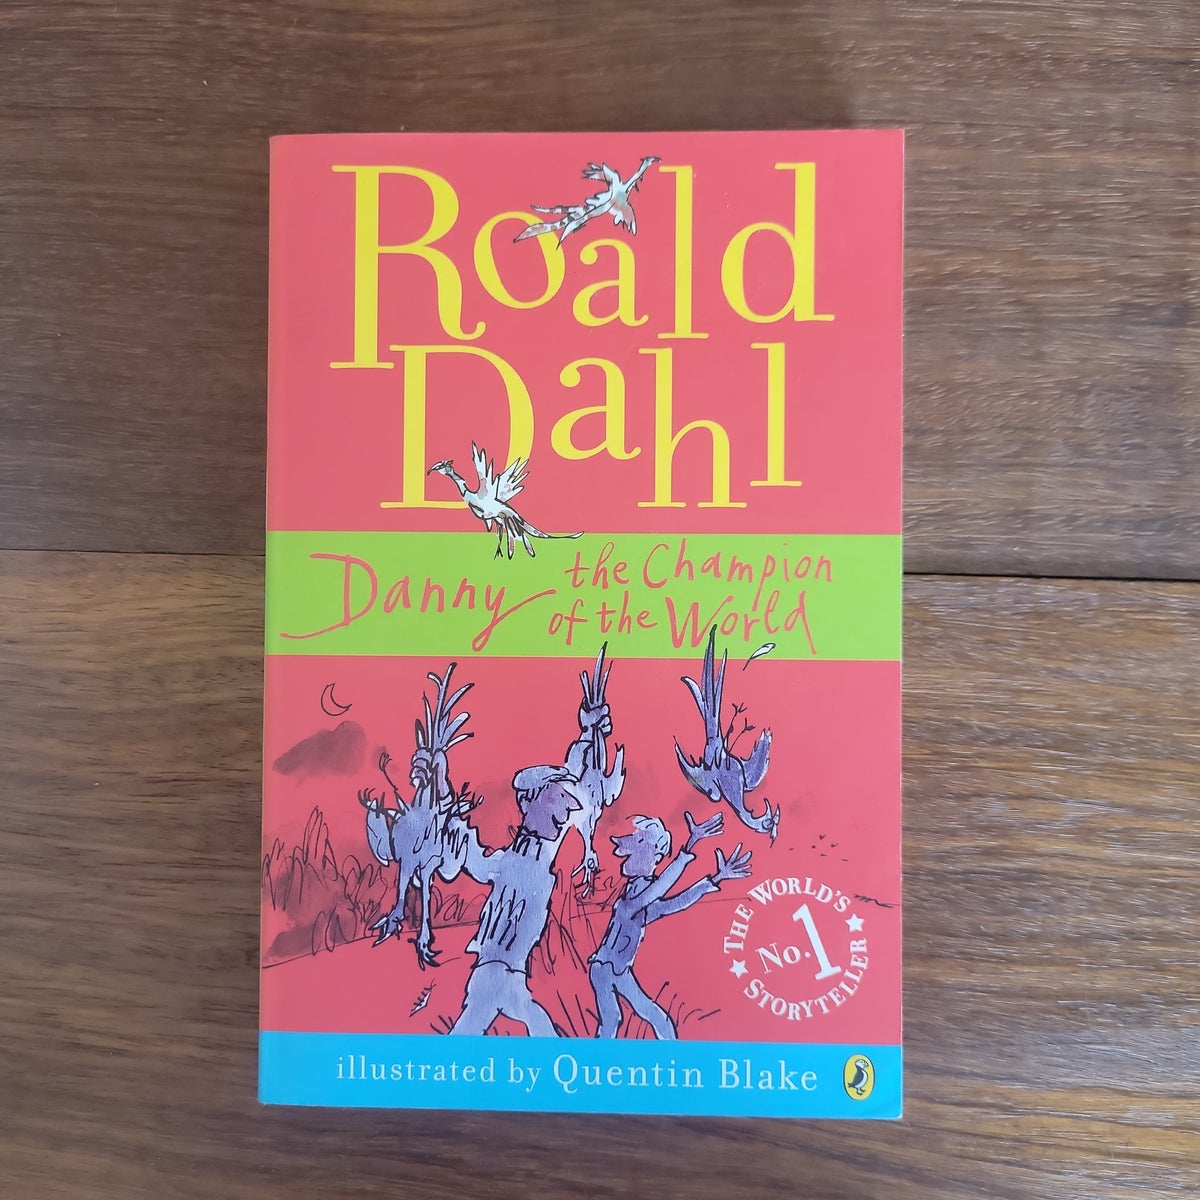 Roald
Dahl
Danny the Champion
of the World
THE WORLD'S
No.1
STORYTELLER
illustrated by Quentin Blake